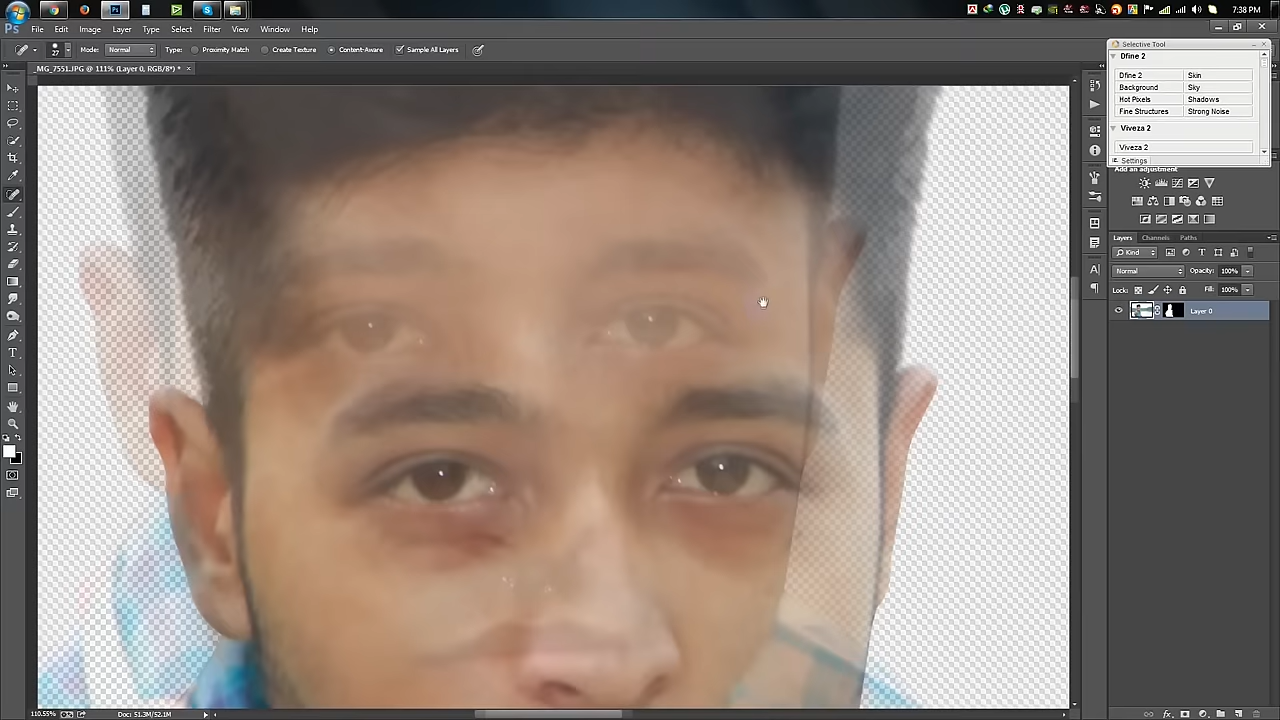 7:38 PM
Ps File Edit Image Layer Type Select Filter View Window Help
27 Mode: Normal Type: Proximity Match Create Texture Content-Aware Sample All Layers
_MG_7551.JPG @ 111% (Layer 0, RGB/8*) * ×
Selective Tool
Dfine 2
Dfine 2 Skin
Background Sky
Hot Pixels Shadows
Fine Structures Strong Noise
Viveza 2
Viveza 2
Settings
Add an adjustment
Layers Channels Paths
Kind
Normal Opacity: 100%
Lock: Fill: 100%
Layer 0
110.55% Doc: 51.3M/52.1M